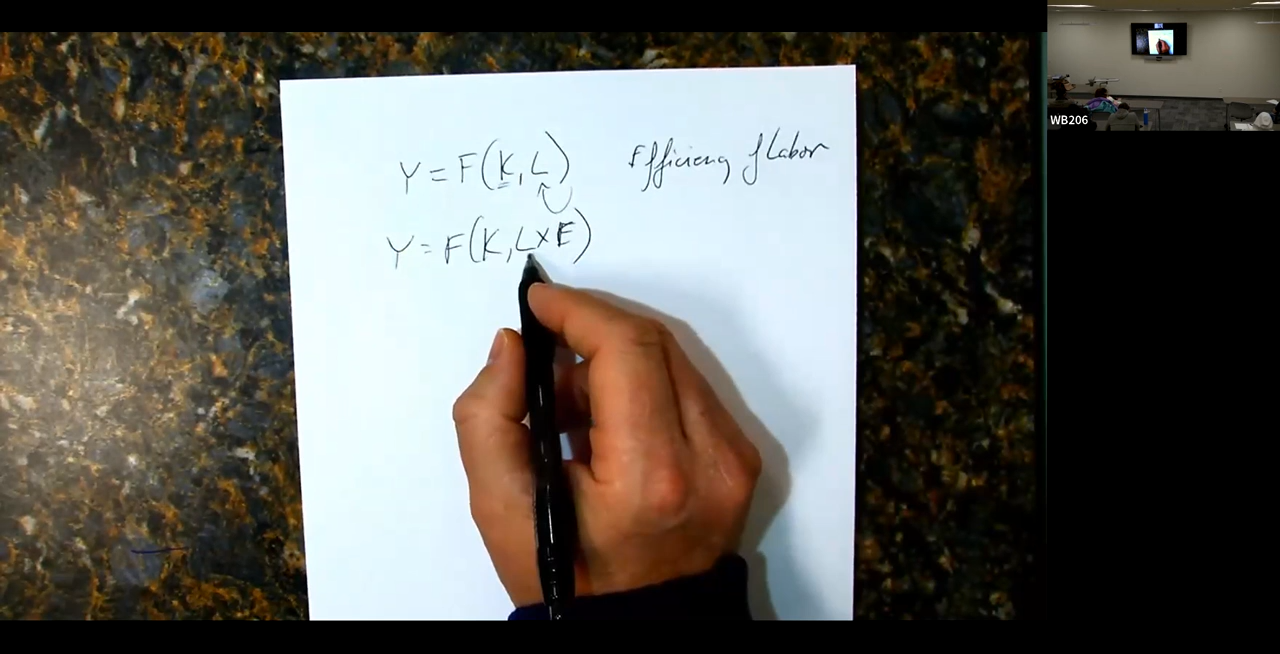 Y = F(K, L)
Efficiency of Labor
Y = F(K, L×E)
WB206